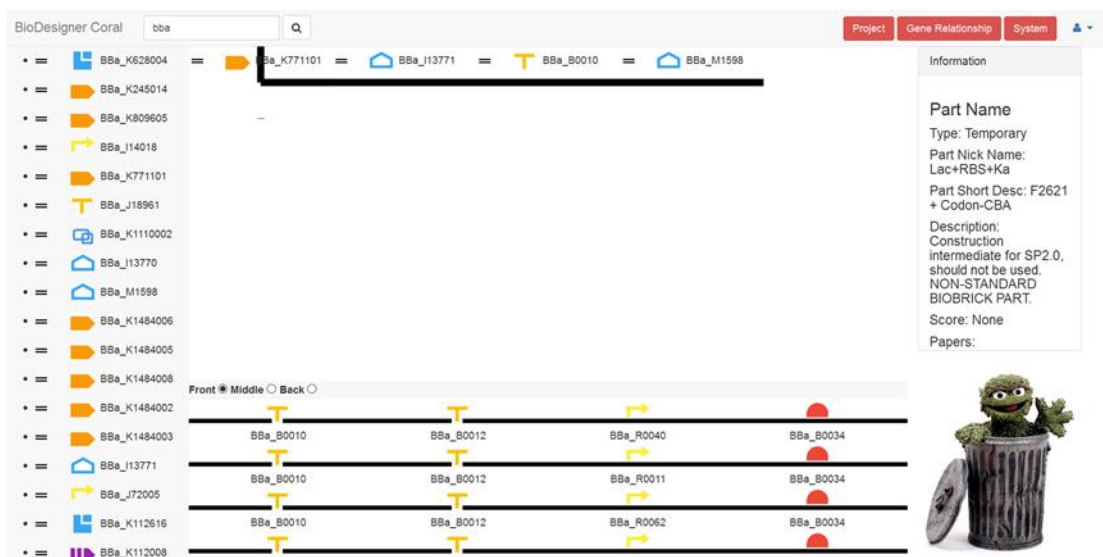 BioDesigner Coral bba Project Gene Relationship System
BBa_K628004 BBa_K771101 BBa_I13771 BBa_B0010 BBa_M1598
BBa_K245014
BBa_K809605
BBa_I14018
BBa_K771101
BBa_J18961
BBa_K1110002
BBa_I13770
BBa_M1598
BBa_K1484006
BBa_K1484005
BBa_K1484008
BBa_K1484002
BBa_K1484003
BBa_I13771
BBa_J72005
BBa_K112616
BBa_K112008
Front Middle Back
BBa_B0010 BBa_B0012 BBa_R0040 BBa_B0034
BBa_B0010 BBa_B0012 BBa_R0011 BBa_B0034
BBa_B0010 BBa_B0012 BBa_R0062 BBa_B0034
Information
Part Name
Type: Temporary
Part Nick Name:
Lac+RBS+Ka
Part Short Desc: F2621
+ Codon-CBA
Description:
Construction
intermediate for SP2.0,
should not be used.
NON-STANDARD
BIOBRICK PART.
Score: None
Papers: